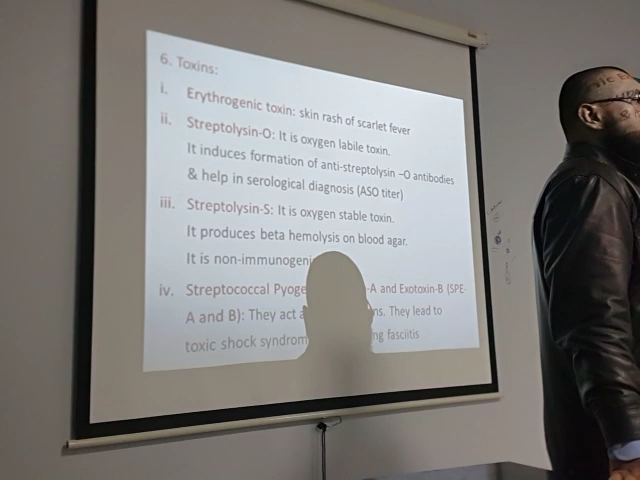 6. Toxins:
i. Erythrogenic toxin: skin rash of scarlet fever
ii. Streptolysin-O: It is oxygen labile toxin.
It induces formation of anti-streptolysin –O antibodies
& help in serological diagnosis (ASO titer)
iii. Streptolysin-S: It is oxygen stable toxin.
It produces beta hemolysis on blood agar.
It is non-immunogeni
iv. Streptococcal Pyoge -A and Exotoxin-B (SPE-
A and B): They act a ns. They lead to
toxic shock syndrom ng fasciitis